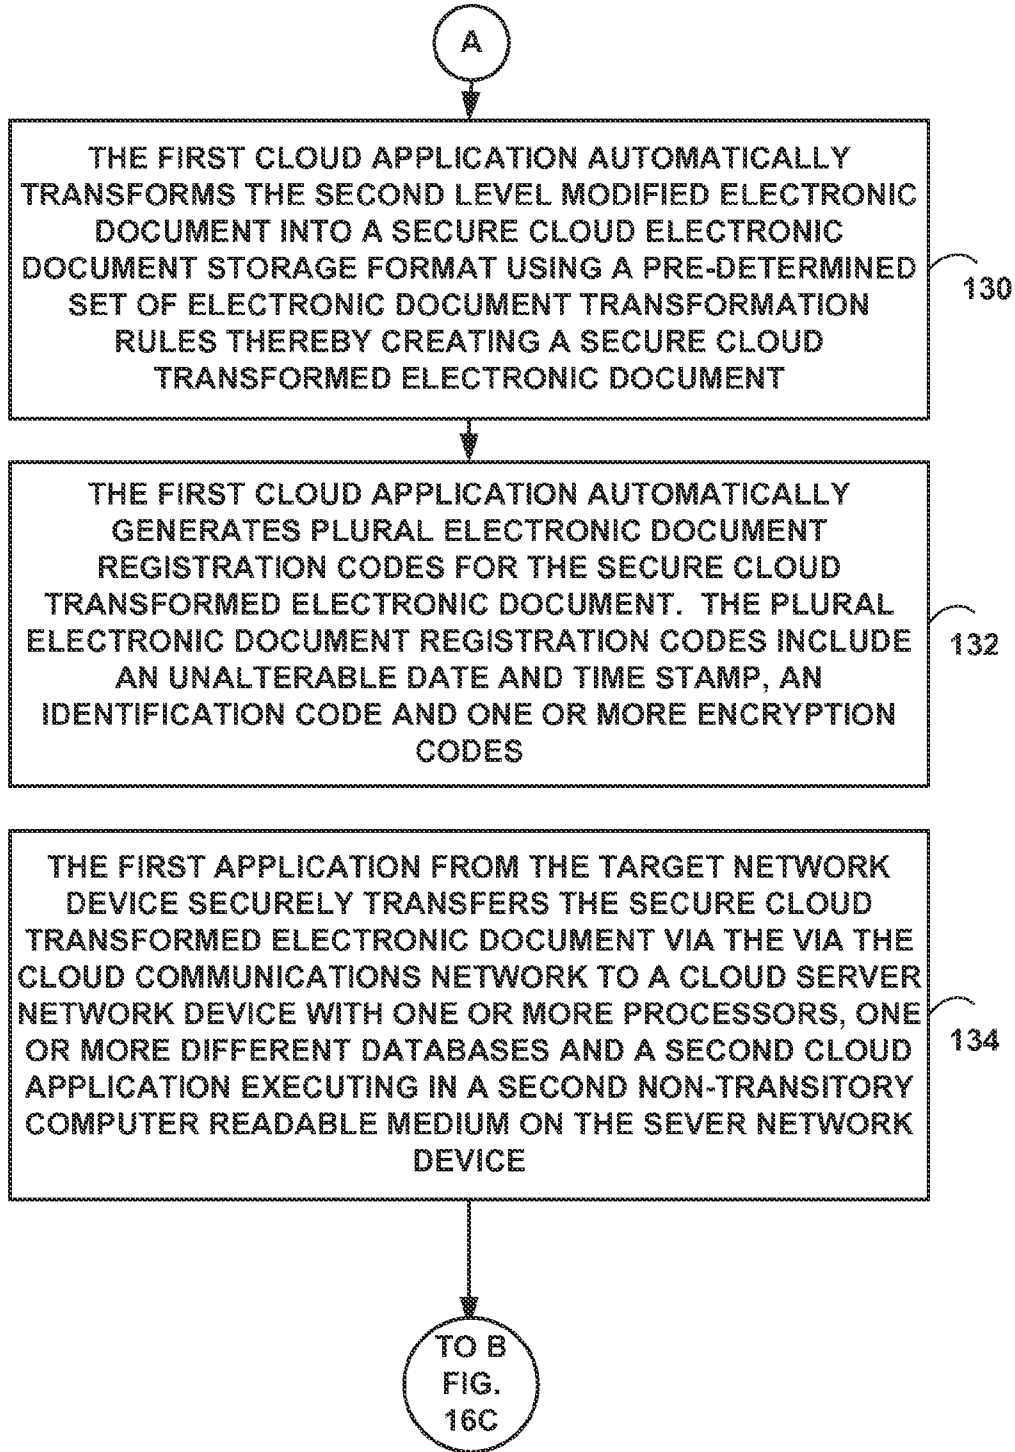 A
THE FIRST CLOUD APPLICATION AUTOMATICALLY
TRANSFORMS THE SECOND LEVEL MODIFIED ELECTRONIC
DOCUMENT INTO A SECURE CLOUD ELECTRONIC
DOCUMENT STORAGE FORMAT USING A PRE-DETERMINED
SET OF ELECTRONIC DOCUMENT TRANSFORMATION
RULES THEREBY CREATING A SECURE CLOUD
TRANSFORMED ELECTRONIC DOCUMENT
130
THE FIRST CLOUD APPLICATION AUTOMATICALLY
GENERATES PLURAL ELECTRONIC DOCUMENT
REGISTRATION CODES FOR THE SECURE CLOUD
TRANSFORMED ELECTRONIC DOCUMENT.  THE PLURAL
ELECTRONIC DOCUMENT REGISTRATION CODES INCLUDE
AN UNALTERABLE DATE AND TIME STAMP, AN
IDENTIFICATION CODE AND ONE OR MORE ENCRYPTION
CODES
132
THE FIRST APPLICATION FROM THE TARGET NETWORK
DEVICE SECURELY TRANSFERS THE SECURE CLOUD
TRANSFORMED ELECTRONIC DOCUMENT VIA THE VIA THE
CLOUD COMMUNICATIONS NETWORK TO A CLOUD SERVER
NETWORK DEVICE WITH ONE OR MORE PROCESSORS, ONE
OR MORE DIFFERENT DATABASES AND A SECOND CLOUD
APPLICATION EXECUTING IN A SECOND NON-TRANSITORY
COMPUTER READABLE MEDIUM ON THE SEVER NETWORK
DEVICE
134
TO B
FIG.
16C